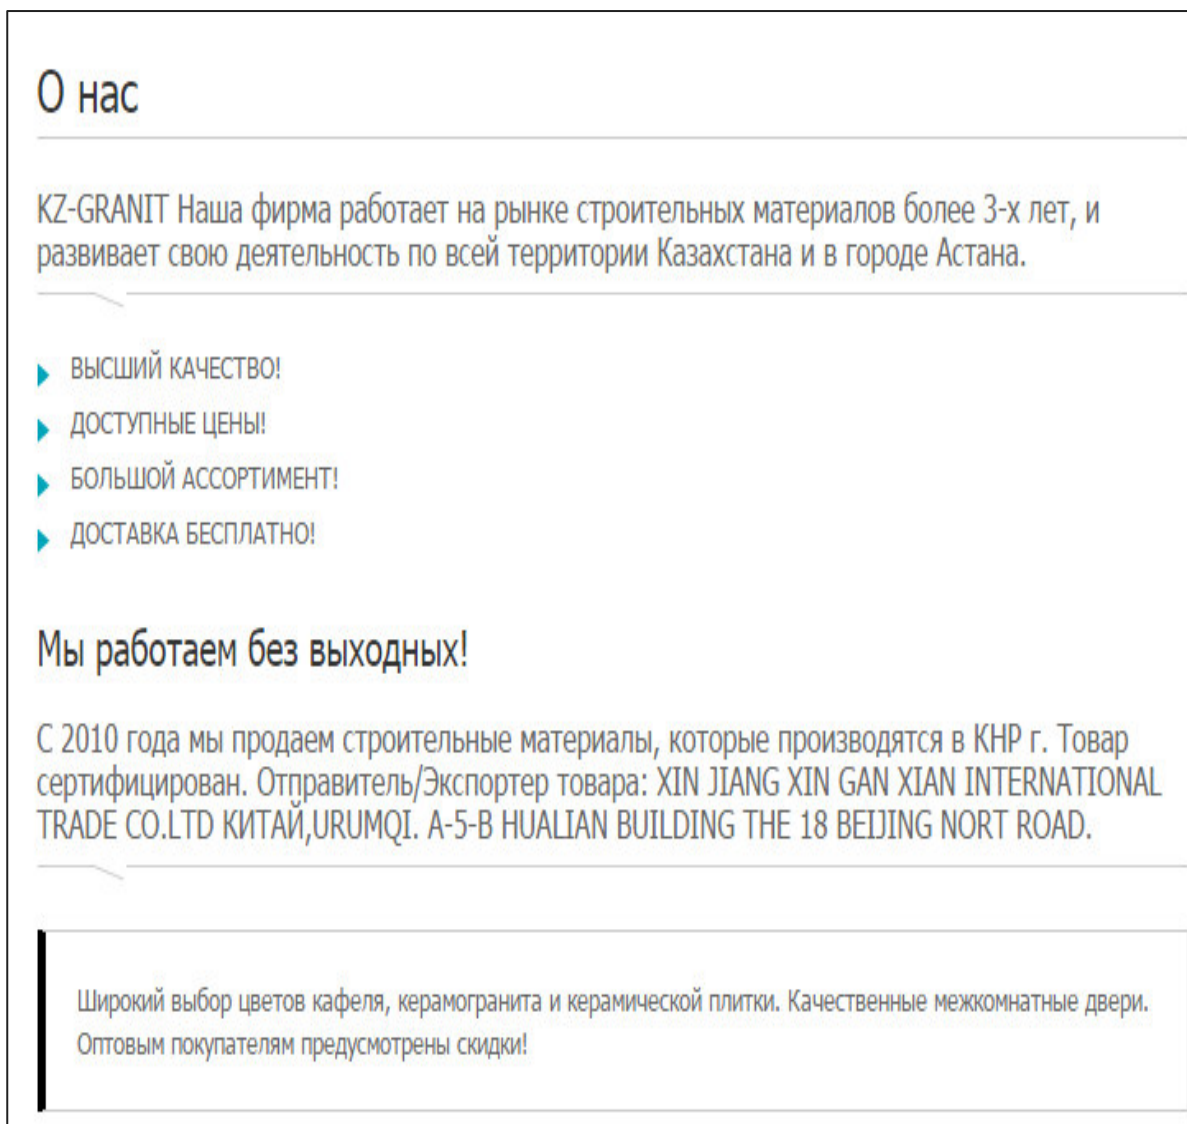 О нас
KZ-GRANIT Наша фирма работает на рынке строительных материалов более 3-х лет, и
развивает свою деятельность по всей территории Казахстана и в городе Астана.
ВЫСШИЙ КАЧЕСТВО!
ДОСТУПНЫЕ ЦЕНЫ!
БОЛЬШОЙ АССОРТИМЕНТ!
ДОСТАВКА БЕСПЛАТНО!
Мы работаем без выходных!
С 2010 года мы продаем строительные материалы, которые производятся в КНР г. Товар
сертифицирован. Отправитель/Экспортер товара: XIN JIANG XIN GAN XIAN INTERNATIONAL
TRADE CO.LTD КИТАЙ,URUMQI. A-5-B HUALIAN BUILDING THE 18 BEIJING NORT ROAD.
Широкий выбор цветов кафеля, керамогранита и керамической плитки. Качественные межкомнатные двери.
Оптовым покупателям предусмотрены скидки!